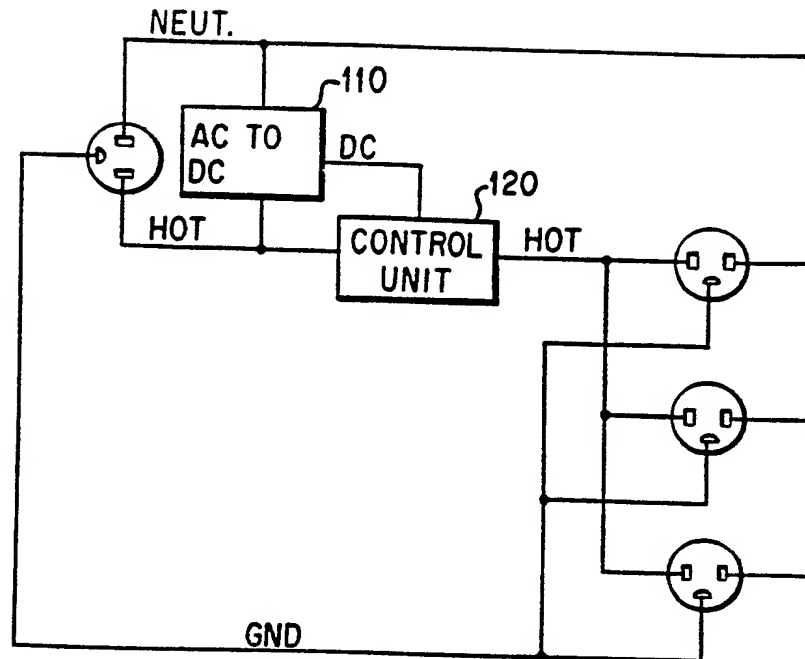 NEUT.
110
AC TO
DC
DC
120
HOT
CONTROL
UNIT
HOT
GND